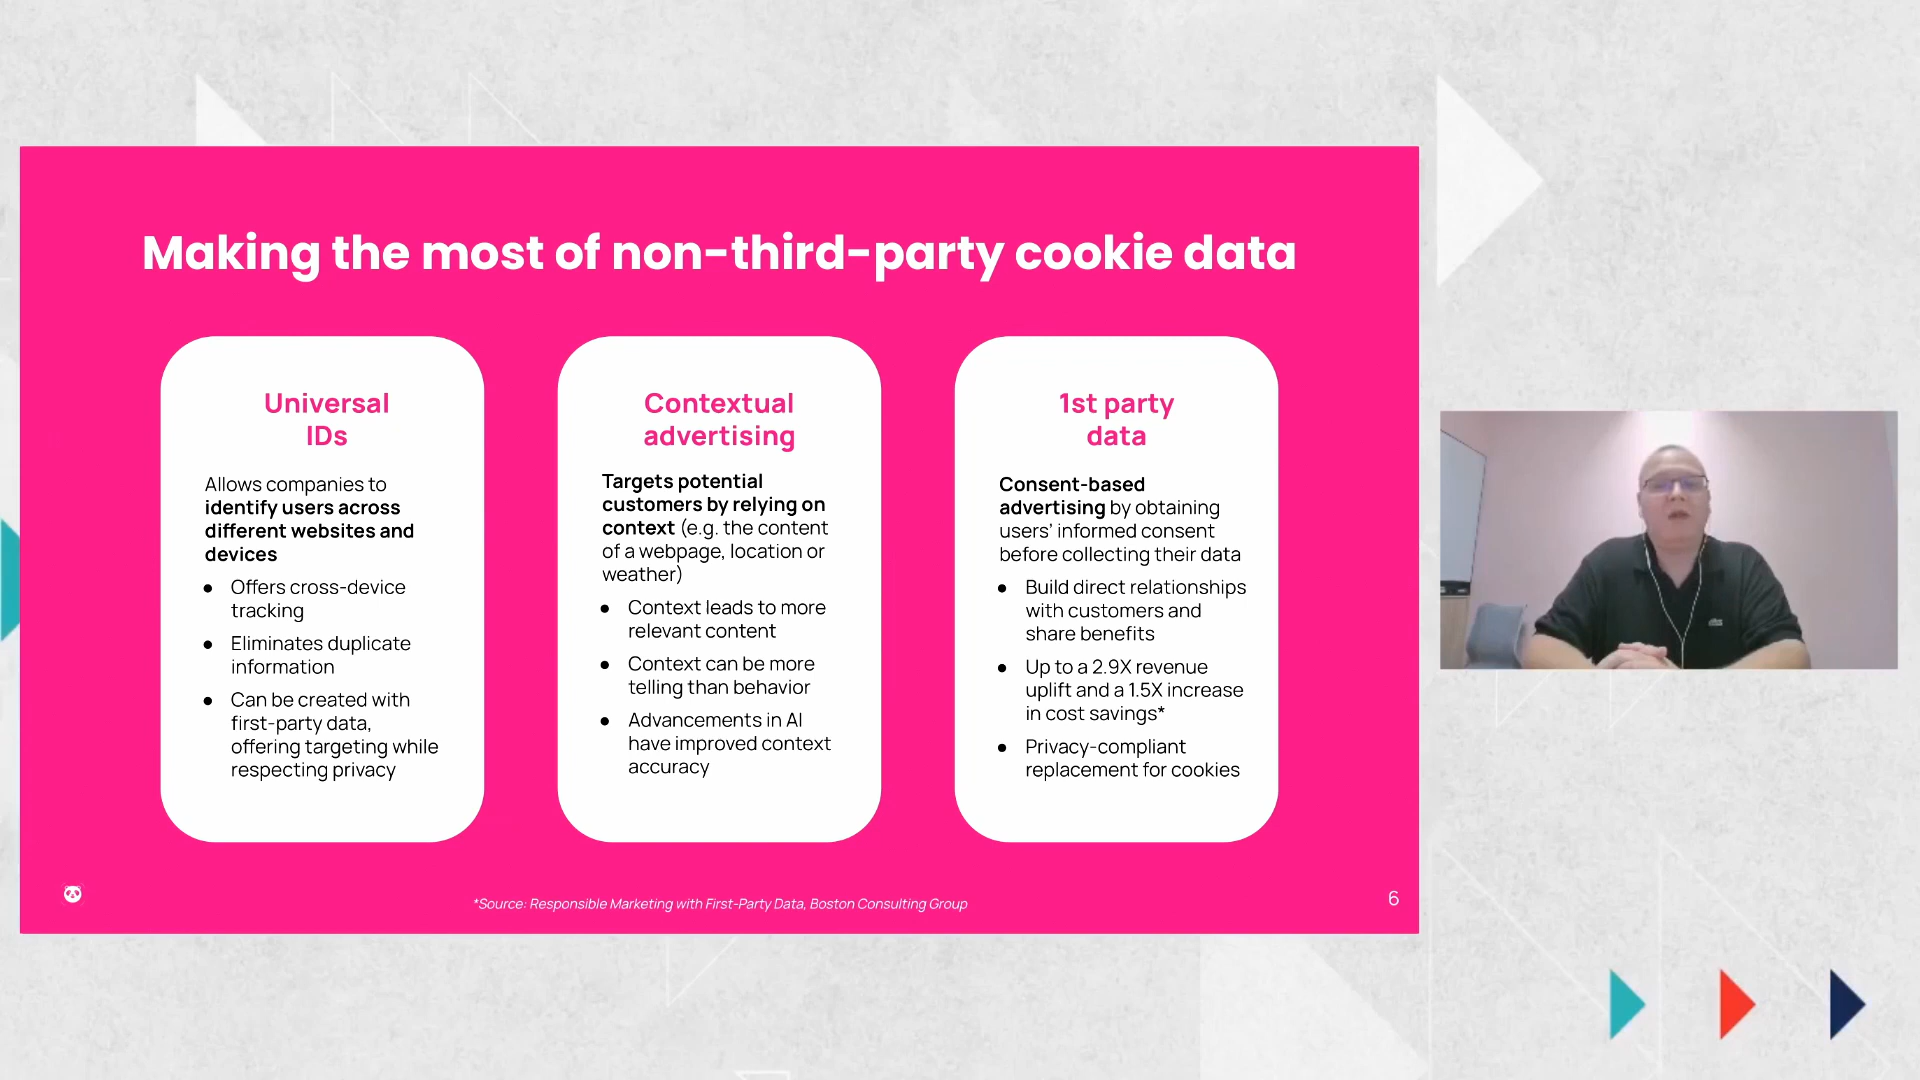 Making the most of non-third-party cookie data
Universal
IDs
Allows companies to
identify users across
different websites and
devices
● Offers cross-device
tracking
● Eliminates duplicate
information
● Can be created with
first-party data,
offering targeting while
respecting privacy
Contextual
advertising
Targets potential
customers by relying on
context (e.g. the content
of a webpage, location or
weather)
● Context leads to more
relevant content
● Context can be more
telling than behavior
● Advancements in AI
have improved context
accuracy
1st party
data
Consent-based
advertising by obtaining
users' informed consent
before collecting their data
● Build direct relationships
with customers and
share benefits
● Up to a 2.9X revenue
uplift and a 1.5X increase
in cost savings*
● Privacy-compliant
replacement for cookies
*Source: Responsible Marketing with First-Party Data, Boston Consulting Group
6